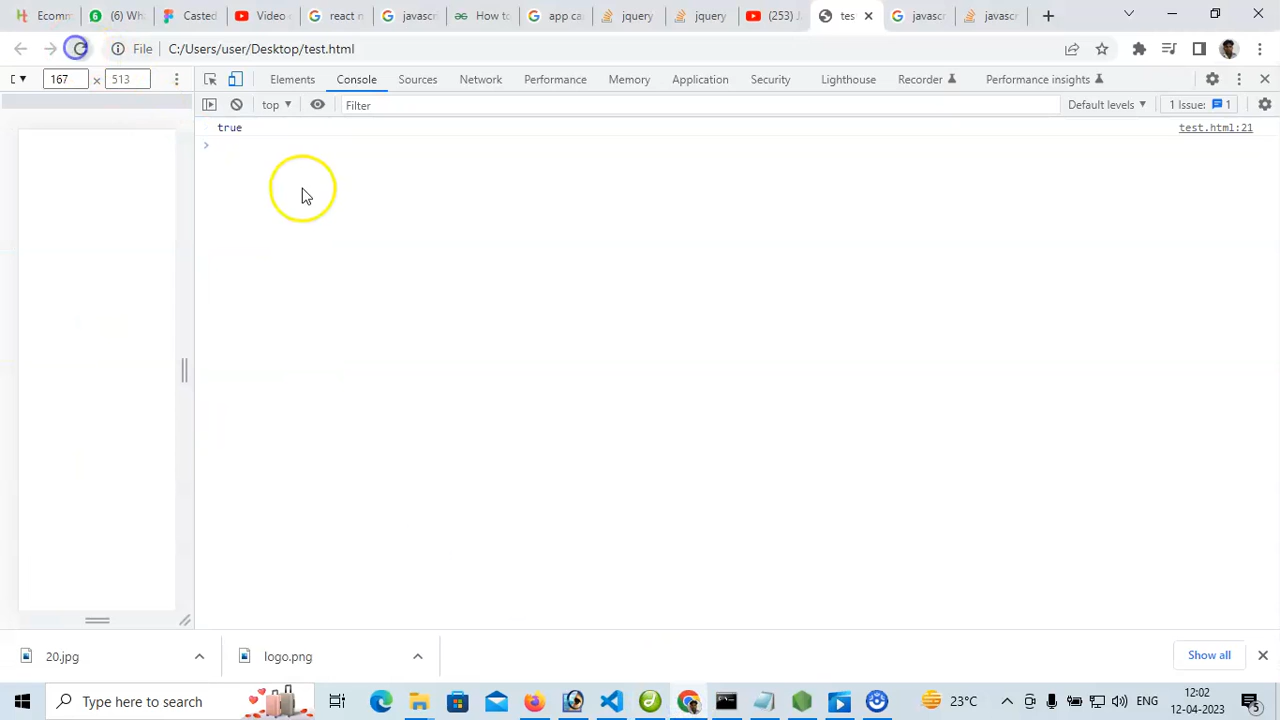 Ecomm
(6) Wh
Casted
Video
react n
javascr
How t
app ca
jquery
jquery
(253) J
tes
javasc
javascr
File
C:/Users/user/Desktop/test.html
167
×
513
Elements
Console
Sources
Network
Performance
Memory
Application
Security
Lighthouse
Recorder
Performance insights
top
Filter
Default levels
1 Issue:
1
true
test.html:21
20.jpg
logo.png
Show all
Type here to search
23°C
ENG
12:02
12-04-2023
5